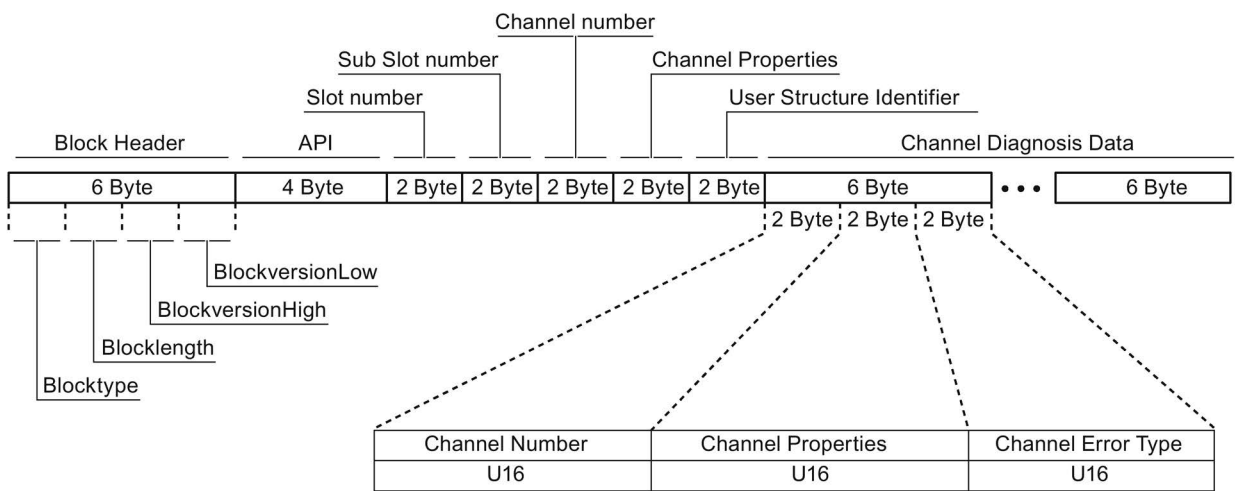 Channel number
Sub Slot number
Channel Properties
Slot number
User Structure Identifier
Block Header
API
Channel Diagnosis Data
6 Byte 4 Byte 2 Byte 2 Byte 2 Byte 2 Byte 2 Byte 6 Byte ••• 6 Byte
2 Byte 2 Byte 2 Byte
BlockversionLow
BlockversionHigh
Blocklength
Blocktype
Channel Number Channel Properties Channel Error Type
U16 U16 U16